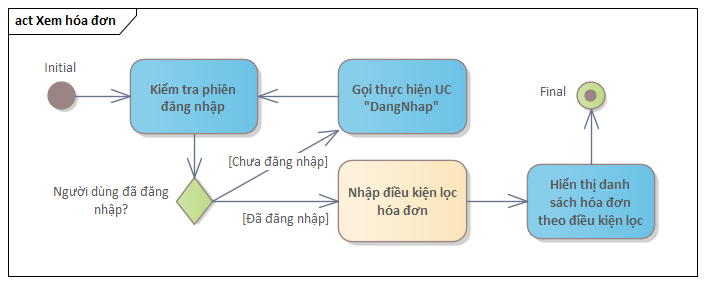 act Xem hóa đơn
Initial
Kiểm tra phiên
đăng nhập
Gọi thực hiện UC
"DangNhap"
Final
[Chưa đăng nhập]
Người dùng đã đăng
nhập?
[Đã đăng nhập]
Nhập điều kiện lọc
hóa đơn
Hiển thị danh
sách hóa đơn
theo điều kiện lọc